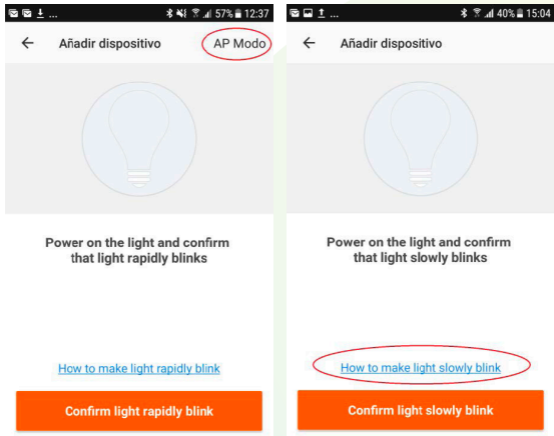 ... 57% 12:37
Añadir dispositivo AP Modo
Power on the light and confirm
that light rapidly blinks
How to make light rapidly blink
Confirm light rapidly blink
... 40% 15:04
Añadir dispositivo
Power on the light and confirm
that light slowly blinks
How to make light slowly blink
Confirm light slowly blink